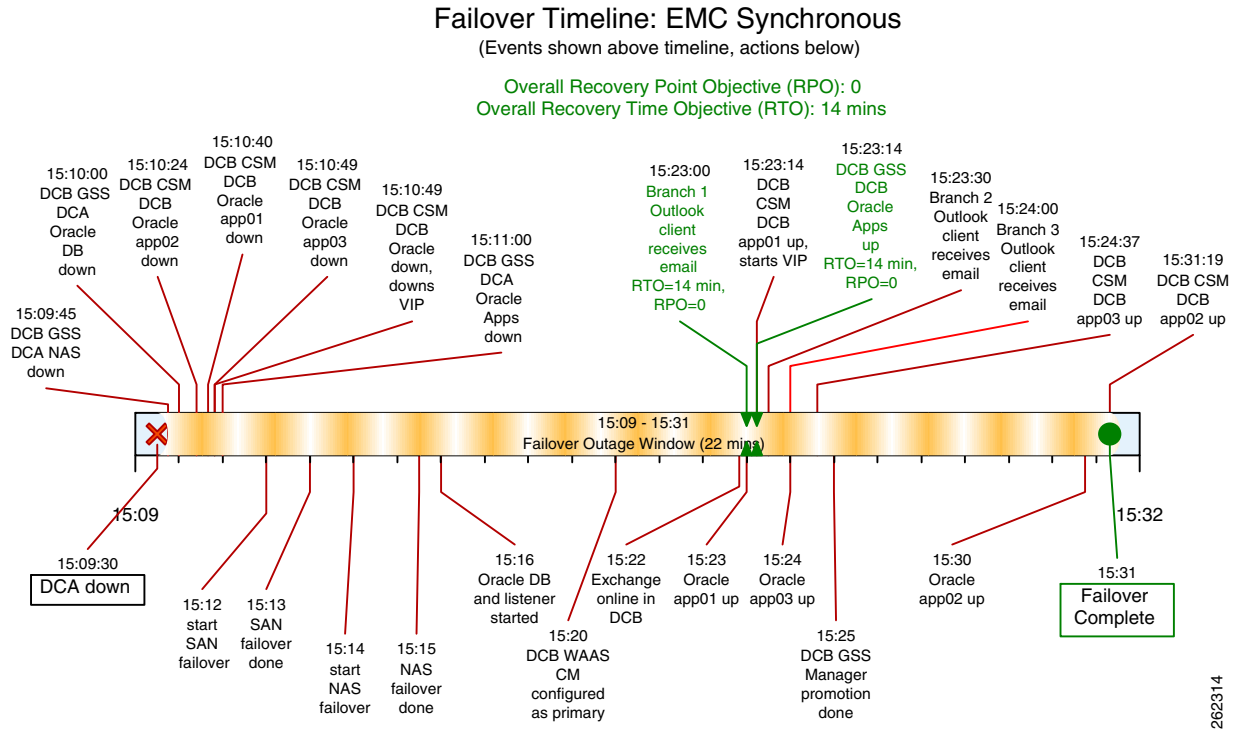 Failover Timeline: EMC Synchronous
(Events shown above timeline, actions below)
Overall Recovery Point Objective (RPO): 0
Overall Recovery Time Objective (RTO): 14 mins
15:09:45
DCB GSS
DCA NAS
down
15:10:00
DCB GSS
DCA
Oracle
DB
down
15:10:24
DCB CSM
DCB
Oracle
app02
down
15:10:40
DCB CSM
DCB
Oracle
app01
down
15:10:49
DCB CSM
DCB
Oracle
app03
down
15:10:49
DCB CSM
DCB
Oracle
down,
downs
VIP
15:11:00
DCB GSS
DCA
Oracle
Apps
down
15:23:00
Branch 1
Outlook
client
receives
email
RTO=14 min,
RPO=0
15:23:14
DCB
CSM
DCB
app01 up,
starts VIP
15:23:14
DCB GSS
DCB
Oracle
Apps
up
RTO=14 min,
RPO=0
15:23:30
Branch 2
Outlook
client
receives
email
15:24:00
Branch 3
Outlook
client
receives
email
15:24:37
DCB
CSM
DCB
app03 up
15:31:19
DCB CSM
DCB
app02 up
15:09 - 15:31
Failover Outage Window (22 mins)
15:09
15:32
15:09:30
DCA down
15:12
start
SAN
failover
15:13
SAN
failover
done
15:14
start
NAS
failover
15:15
NAS
failover
done
15:16
Oracle DB
and listener
started
15:20
DCB WAAS
CM
configured
as primary
15:22
Exchange
online in
DCB
15:23
Oracle
app01 up
15:24
Oracle
app03 up
15:25
DCB GSS
Manager
promotion
done
15:30
Oracle
app02 up
15:31
Failover
Complete
262314